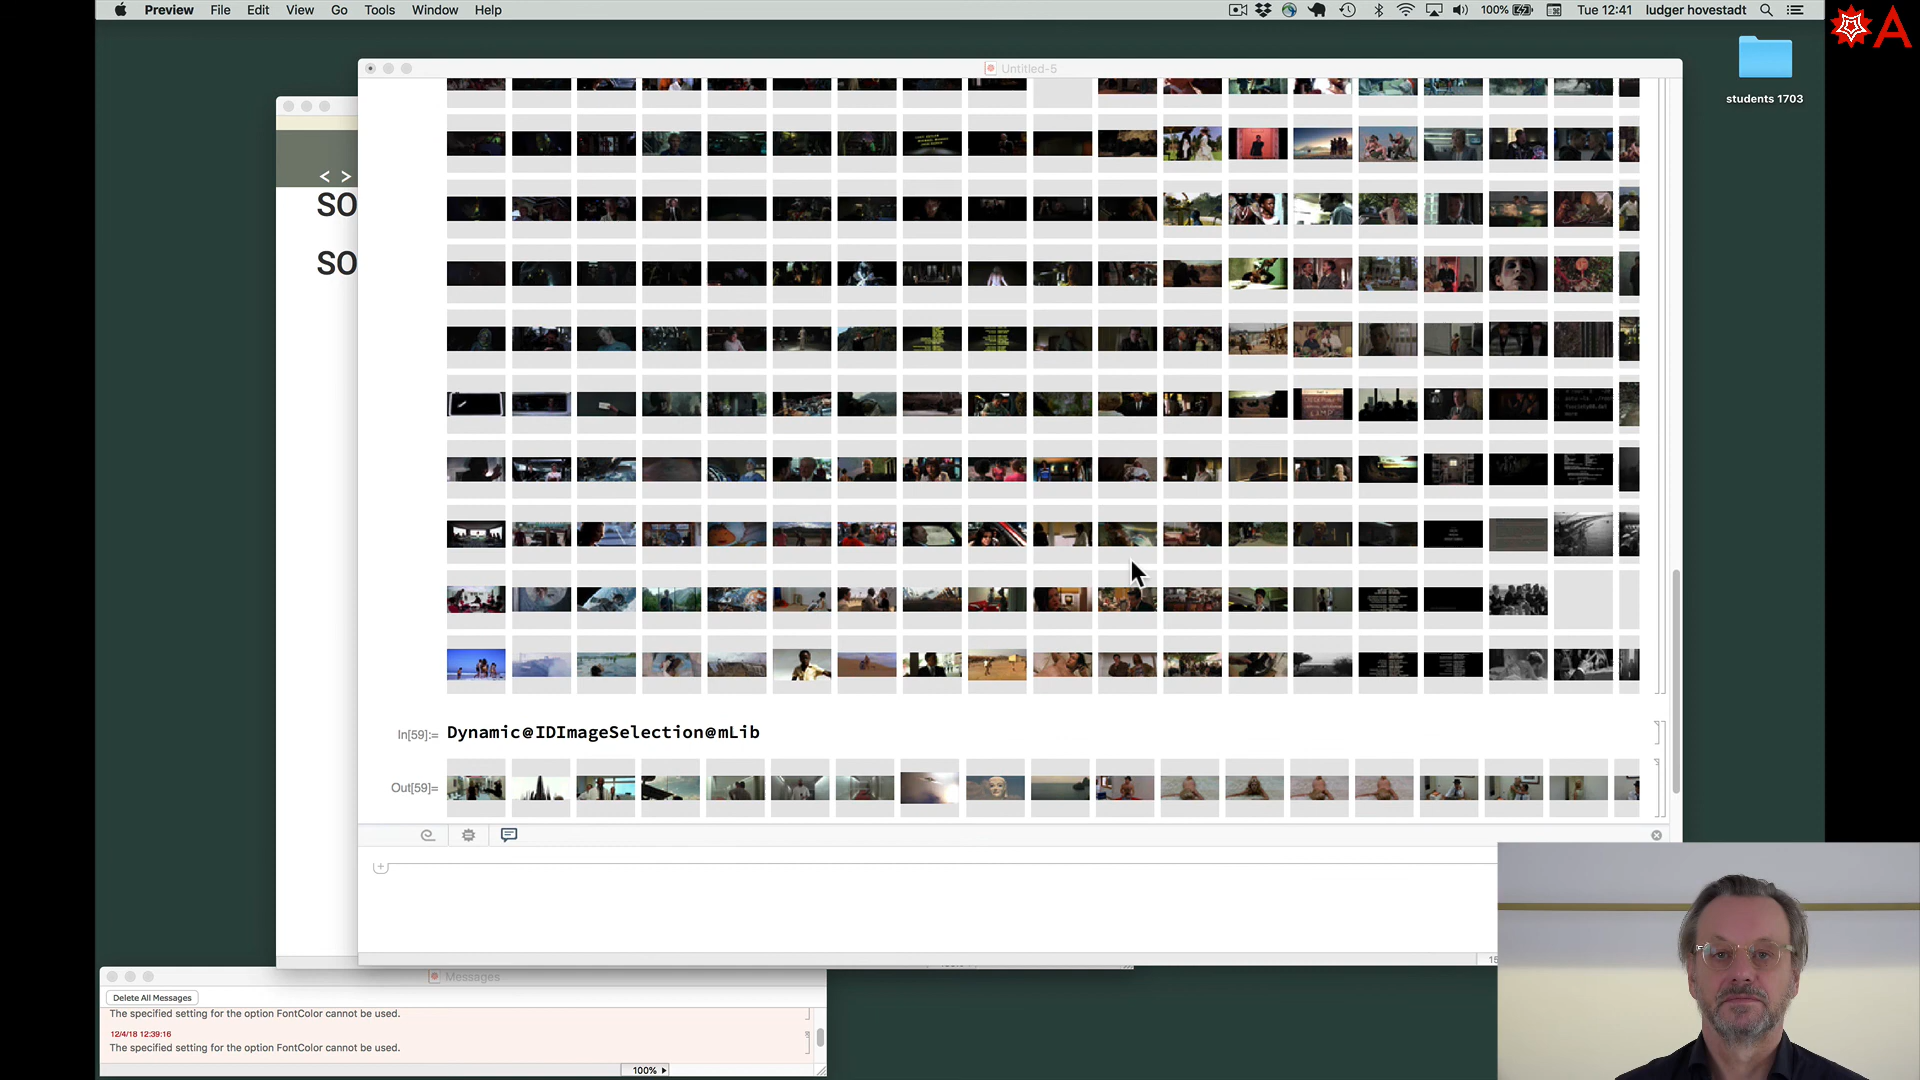 Preview File Edit View Go Tools Window Help
100% Tue 12:41 ludger hovestadt
A
students 1703
Untitled-5
< >
SO
SO
In[59]:= Dynamic@IDImageSelection@mLib
Out[59]=
Messages
Delete All Messages
The specified setting for the option FontColor cannot be used.
12/4/18 12:39:16
The specified setting for the option FontColor cannot be used.
100%